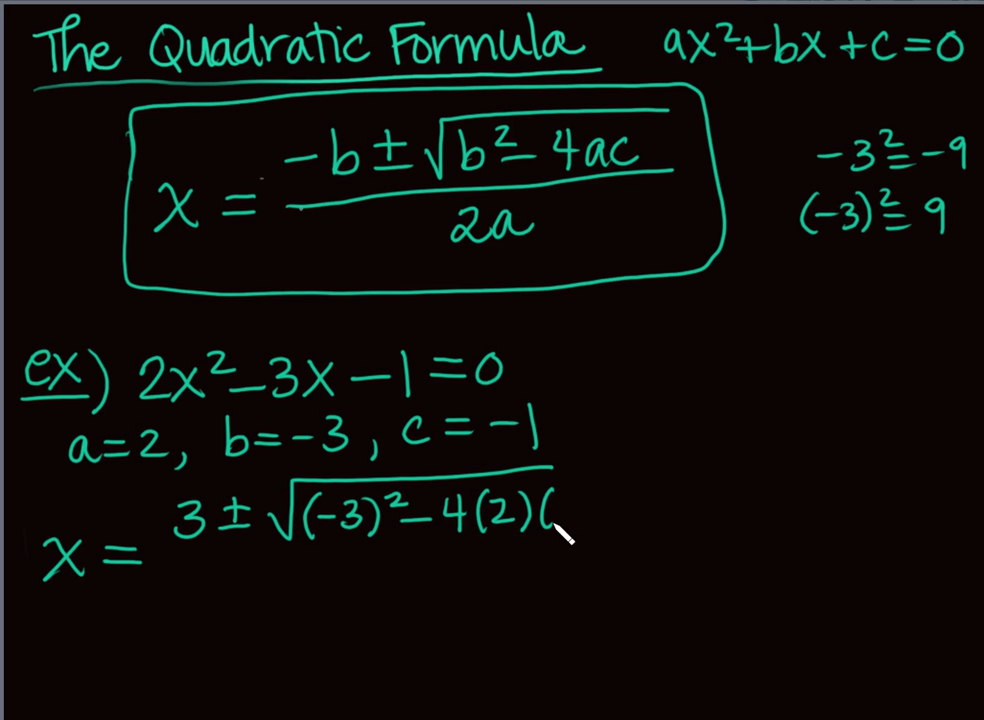 The Quadratic Formula ax²+bx+c=0
x = (-b ± √(b² - 4ac)) / (2a)
-3² = -9
(-3)² = 9
ex) 2x²-3x-1=0
a=2, b=-3, c=-1
x = 3 ± √((-3)² - 4(2)(